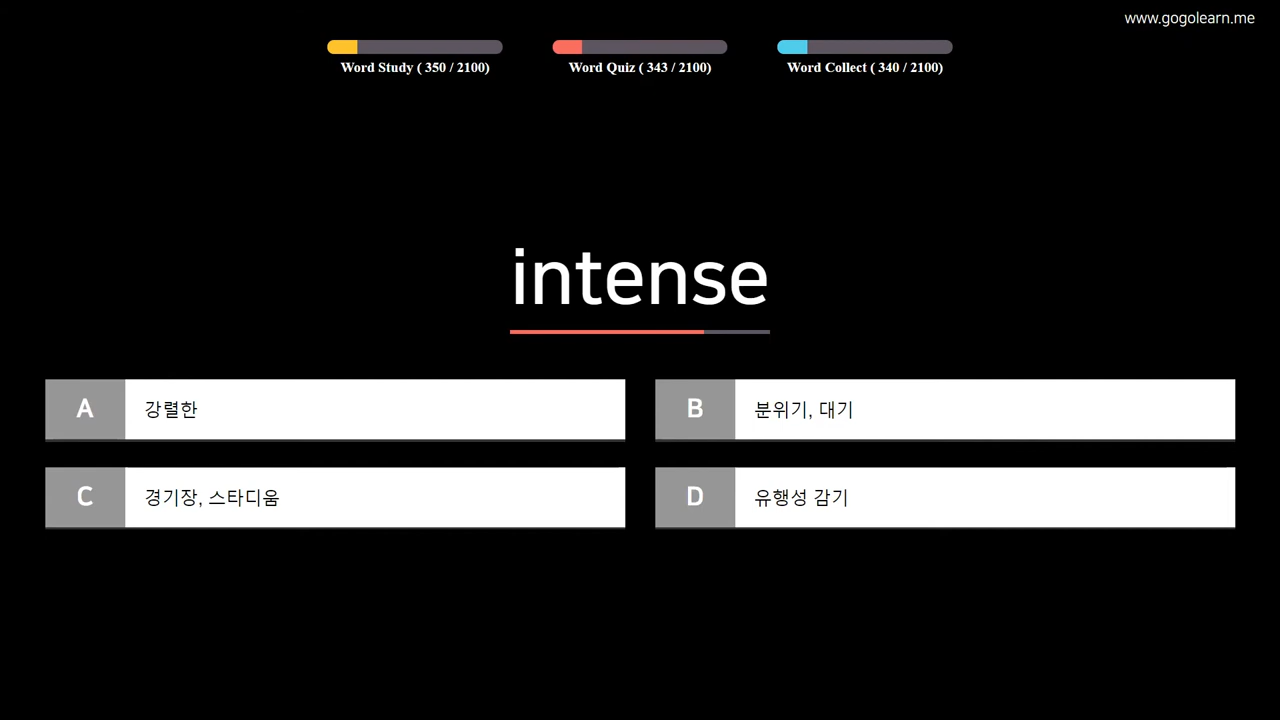 www.gogolearn.me
Word Study ( 350 / 2100)
Word Quiz ( 343 / 2100)
Word Collect ( 340 / 2100)
intense
A 강렬한
B 분위기, 대기
C 경기장, 스타디움
D 유행성 감기